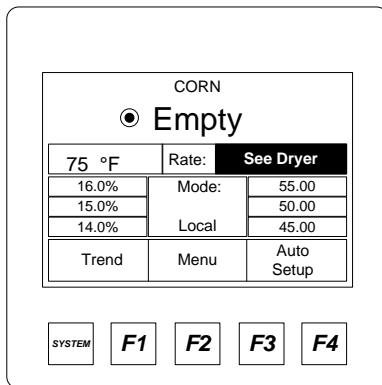 CORN
Empty
75 °F Rate: See Dryer
16.0% Mode: 55.00
15.0% 50.00
14.0% Local 45.00
Trend Menu Auto
Setup
SYSTEM F1 F2 F3 F4